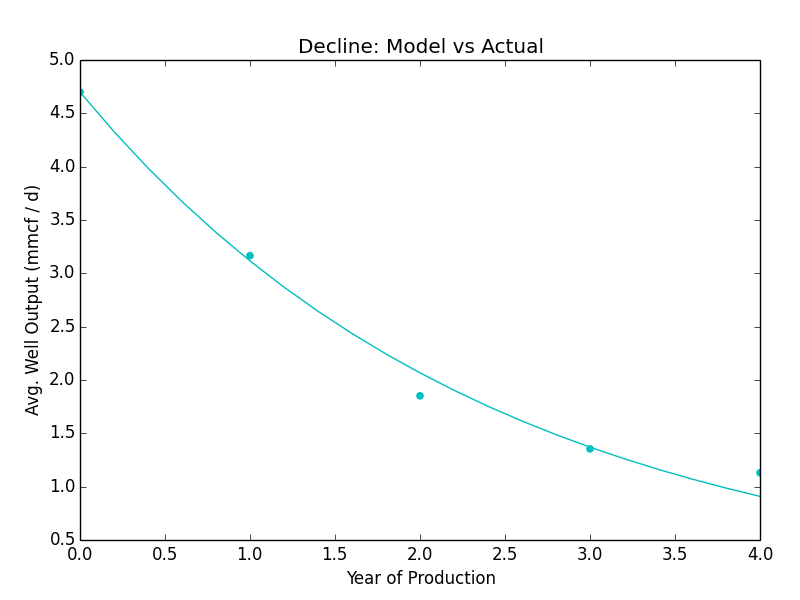 Decline: Model vs Actual
5.0
4.5
4.0
3.5
3.0
2.5
2.0
1.5
1.0
0.5
Avg. Well Output (mmcf / d)
0.0 0.5 1.0 1.5 2.0 2.5 3.0 3.5 4.0
Year of Production